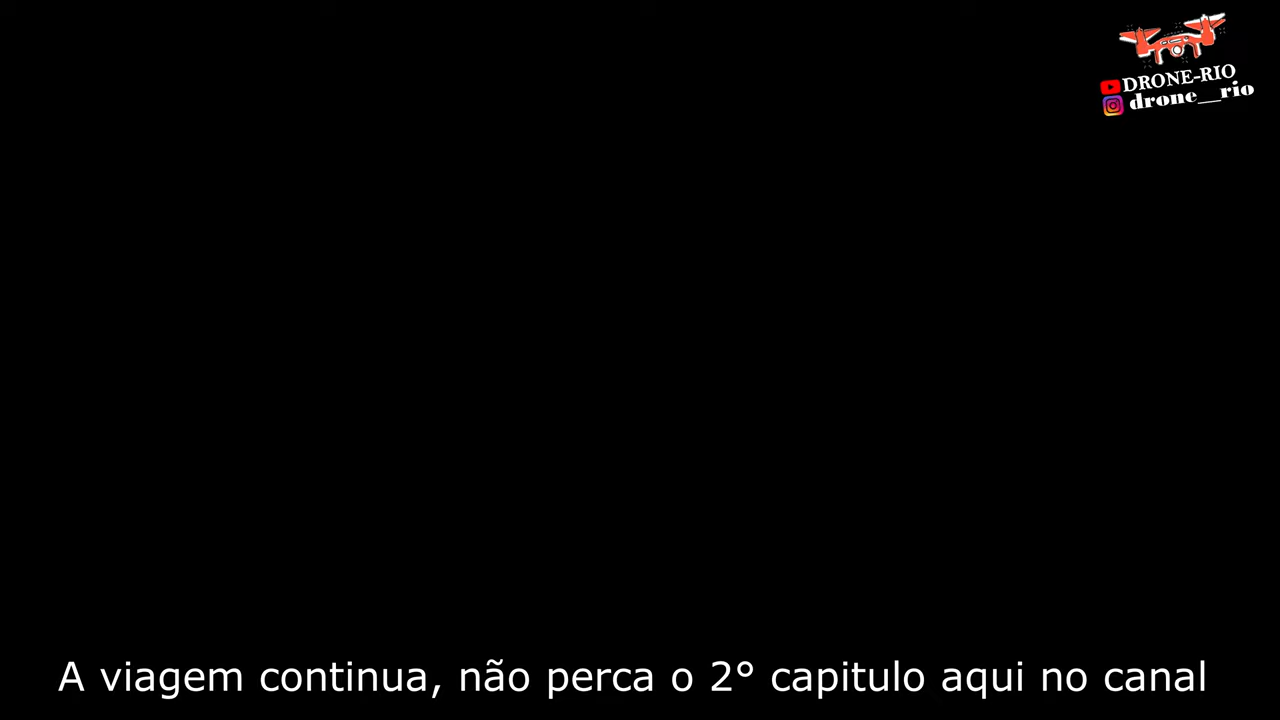 DRONE-RIO
drone__rio
A viagem continua, não perca o 2° capitulo aqui no canal